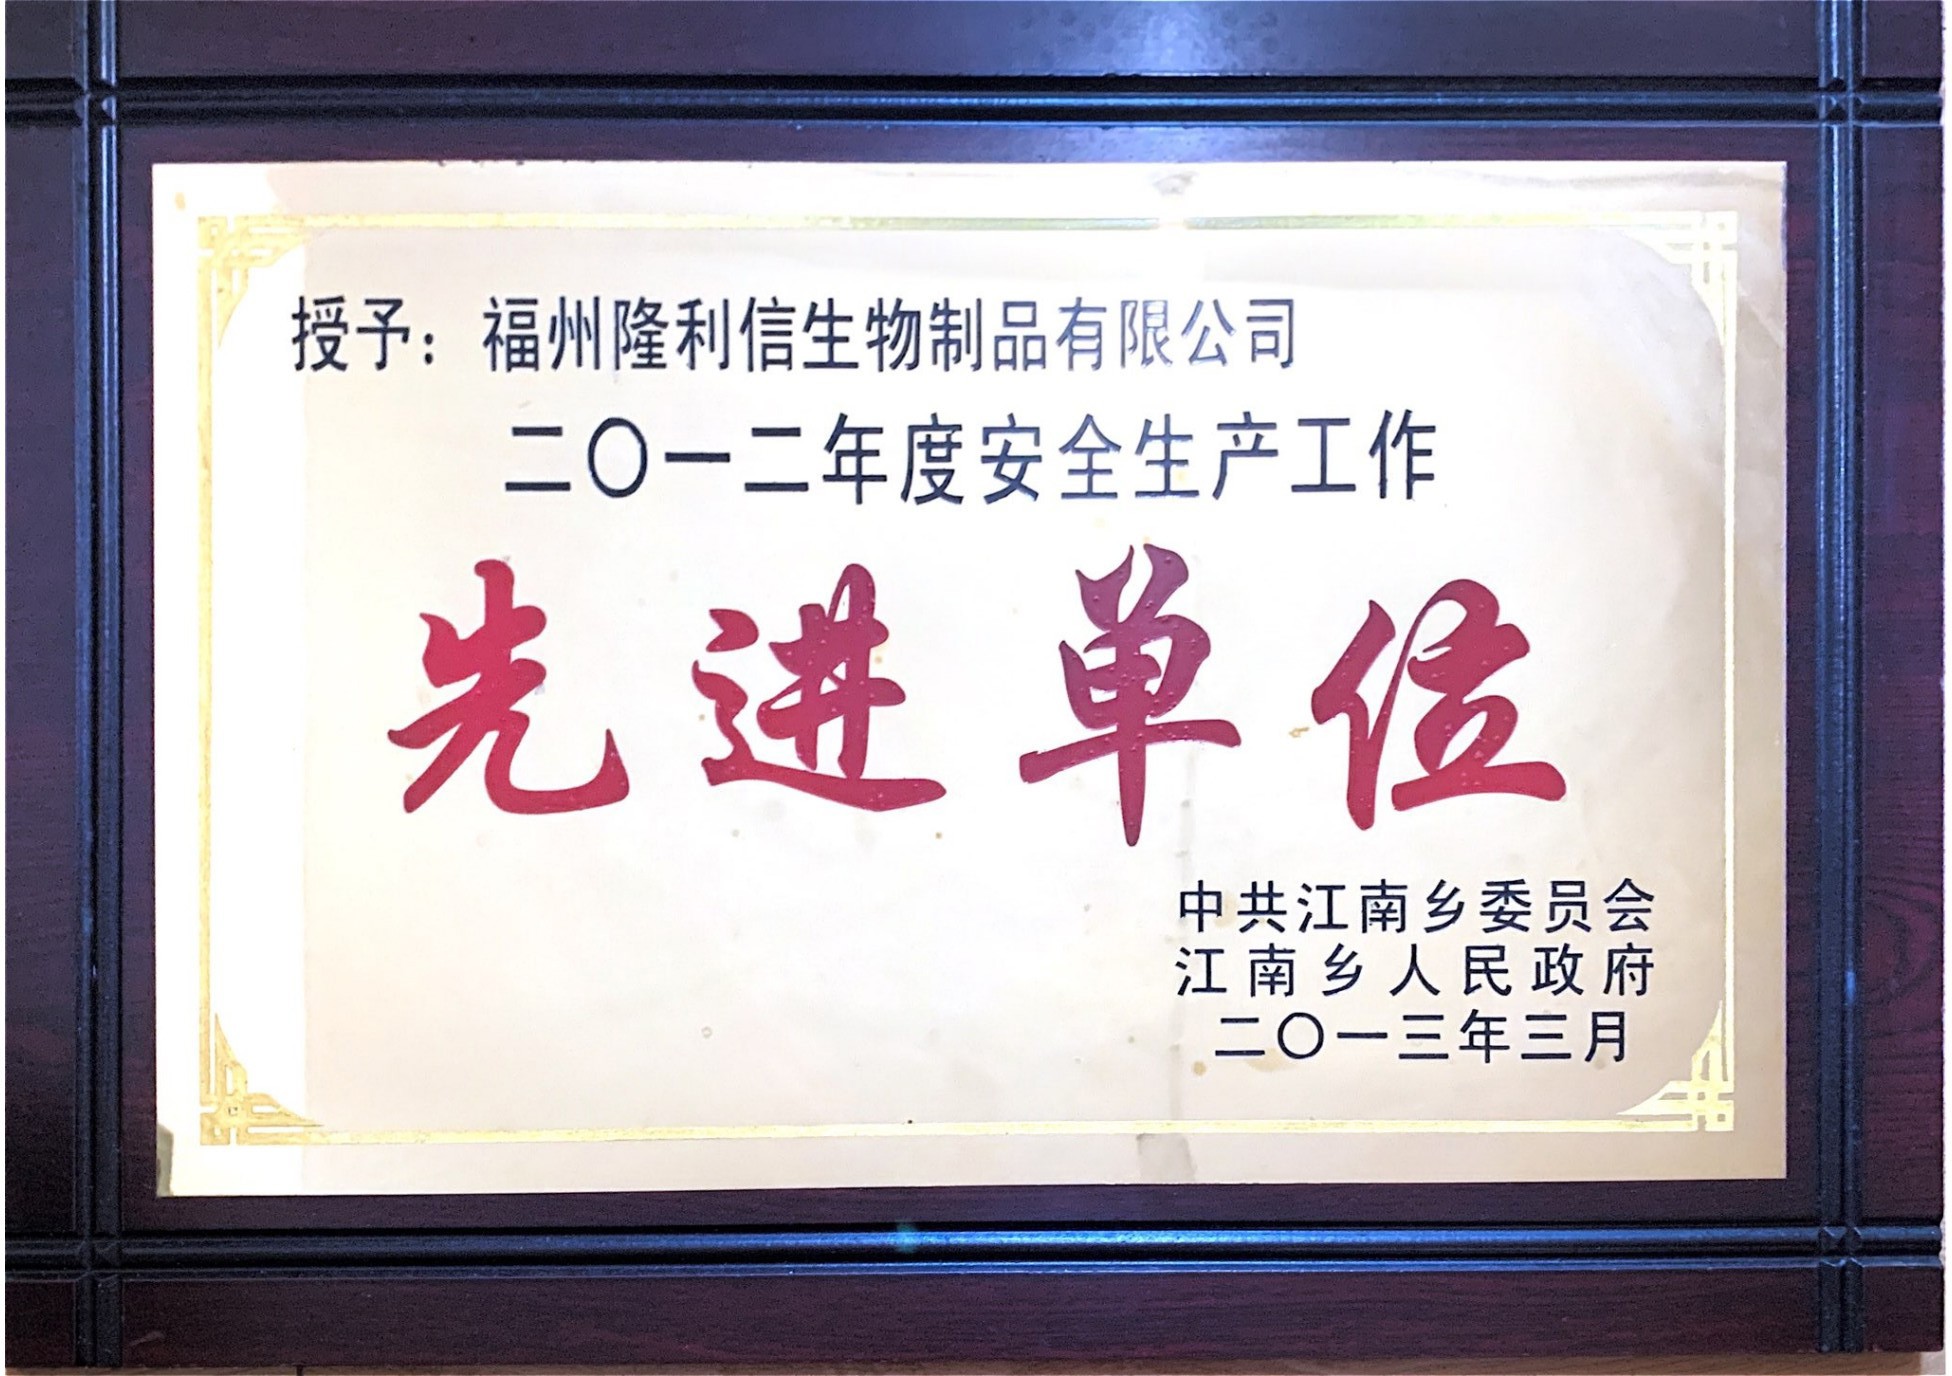 授予：福州隆利信生物制品有限公司
二〇一二年度安全生产工作
先进单位
中共江南乡委员会
江南乡人民政府
二〇一三年三月